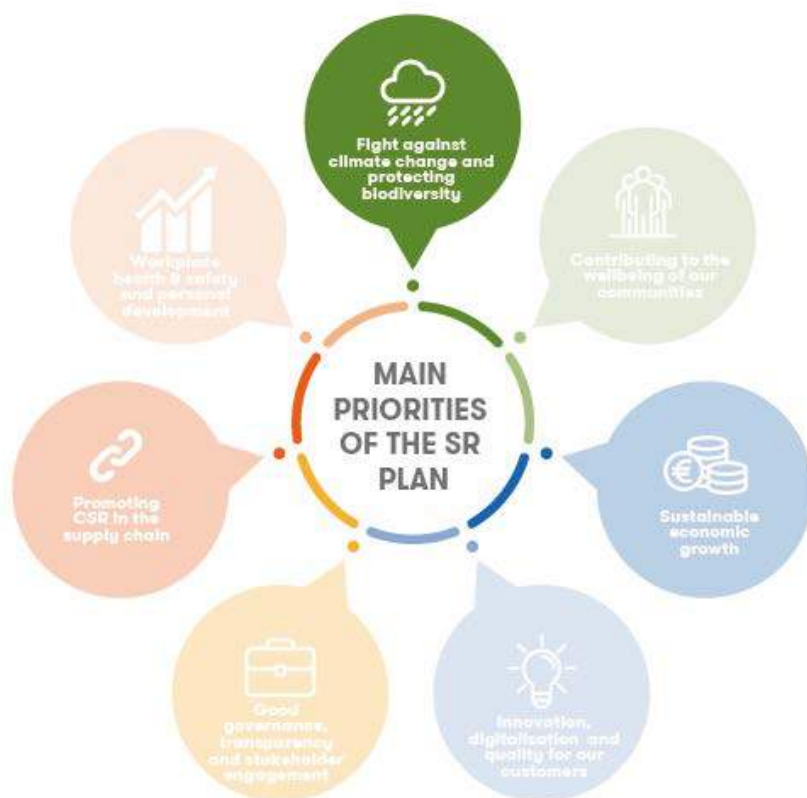 Fight against
climate change and
protecting
biodiversity
Contributing to the
wellbeing of our
communities
Sustainable
economic
growth
Innovation,
digitalisation and
quality for our
customers
Good
governance,
transparency
and stakeholder
engagement
Promoting
CSR in the
supply chain
Workplace
health & safety
and personal
development
MAIN
PRIORITIES
OF THE SR
PLAN